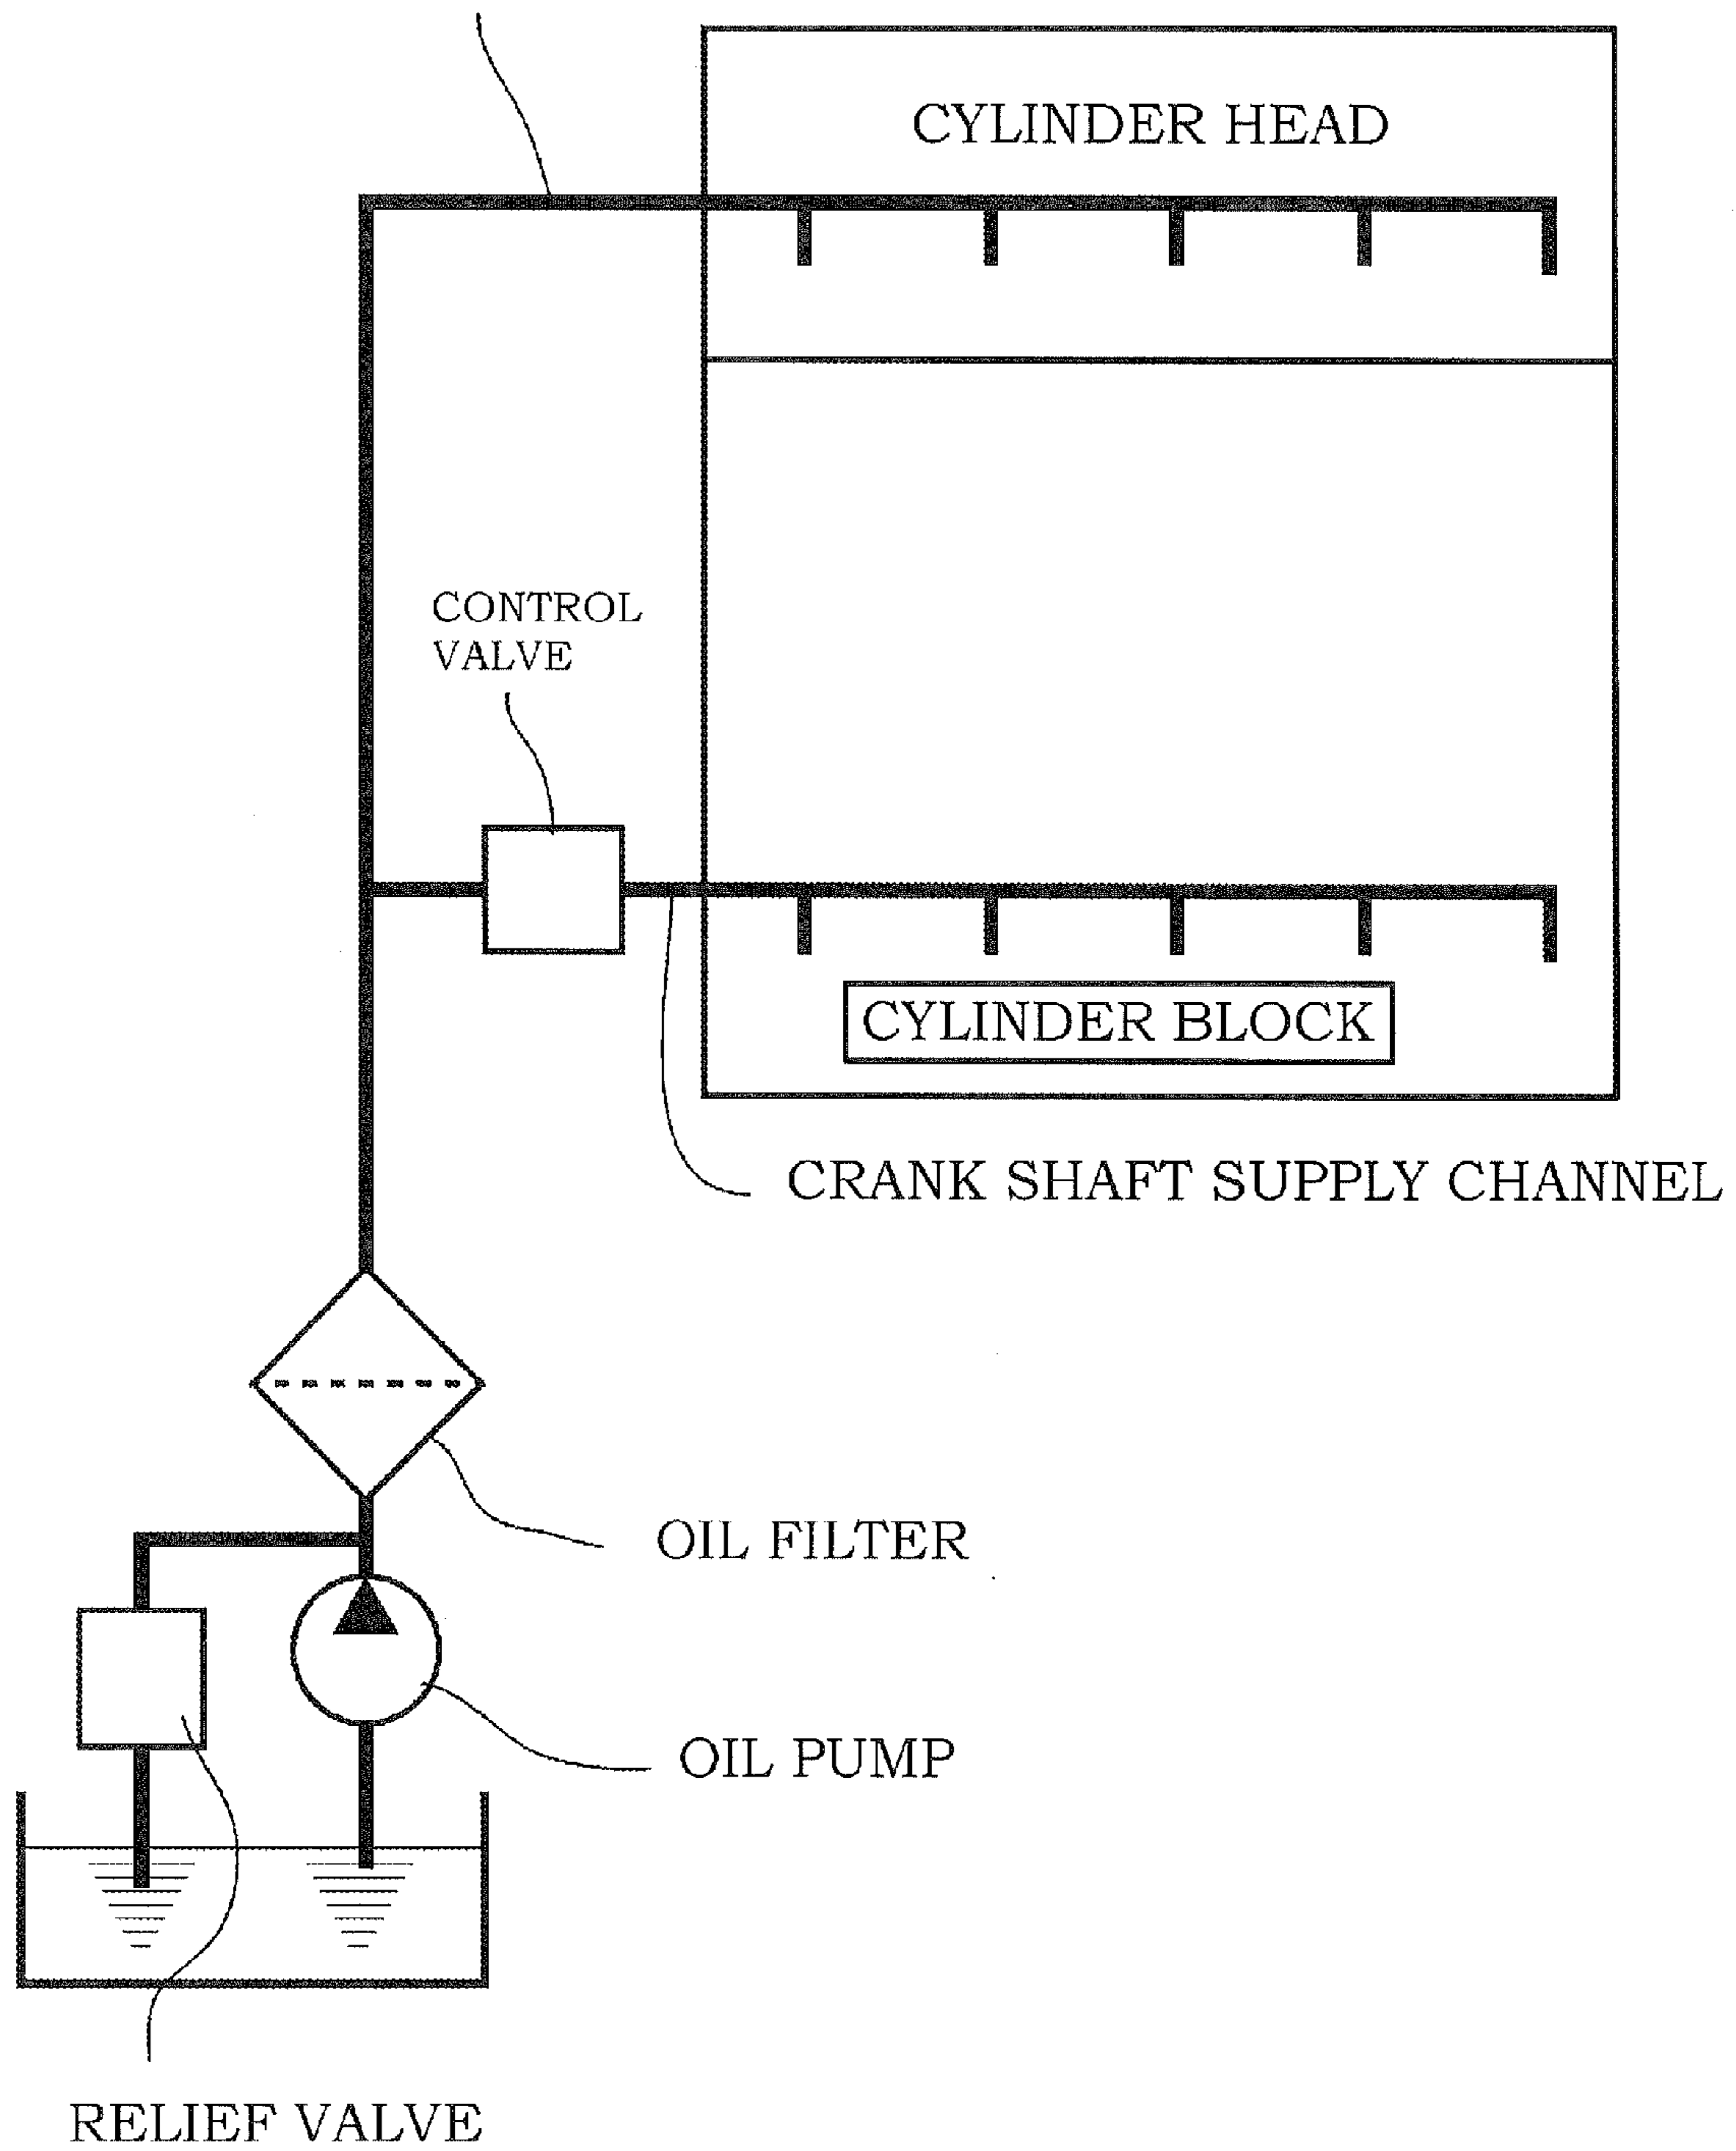 CYLINDER HEAD
CONTROL
VALVE
CYLINDER BLOCK
CRANK SHAFT SUPPLY CHANNEL
OIL FILTER
OIL PUMP
RELIEF VALVE